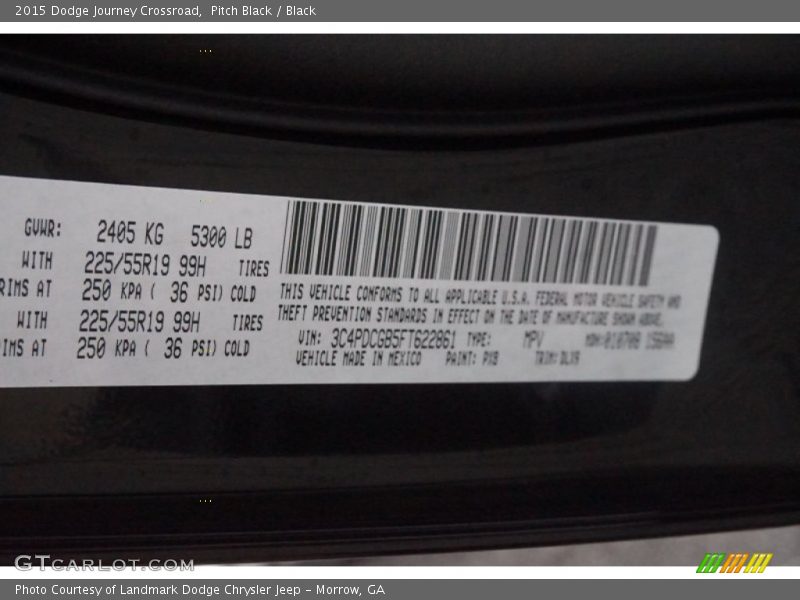 2015 Dodge Journey Crossroad, Pitch Black / Black
GVWR: 2405 KG 5300 LB
WITH 225/55R19 99H TIRES
RIMS AT 250 KPA ( 36 PSI) COLD
WITH 225/55R19 99H TIRES
IMS AT 250 KPA ( 36 PSI) COLD
THIS VEHICLE CONFORMS TO ALL APPLICABLE U.S.A. FEDERAL MOTOR VEHICLE SAFETY AND
THEFT PREVENTION STANDARDS IN EFFECT ON THE DATE OF MANUFACTURE SHOWN ABOVE.
VIN: 3C4PDCGB5FT622861 TYPE: MPV MDH:
VEHICLE MADE IN MEXICO PAINT: PX8 TRIM:
GTCARLOT.COM
Photo Courtesy of Landmark Dodge Chrysler Jeep – Morrow, GA